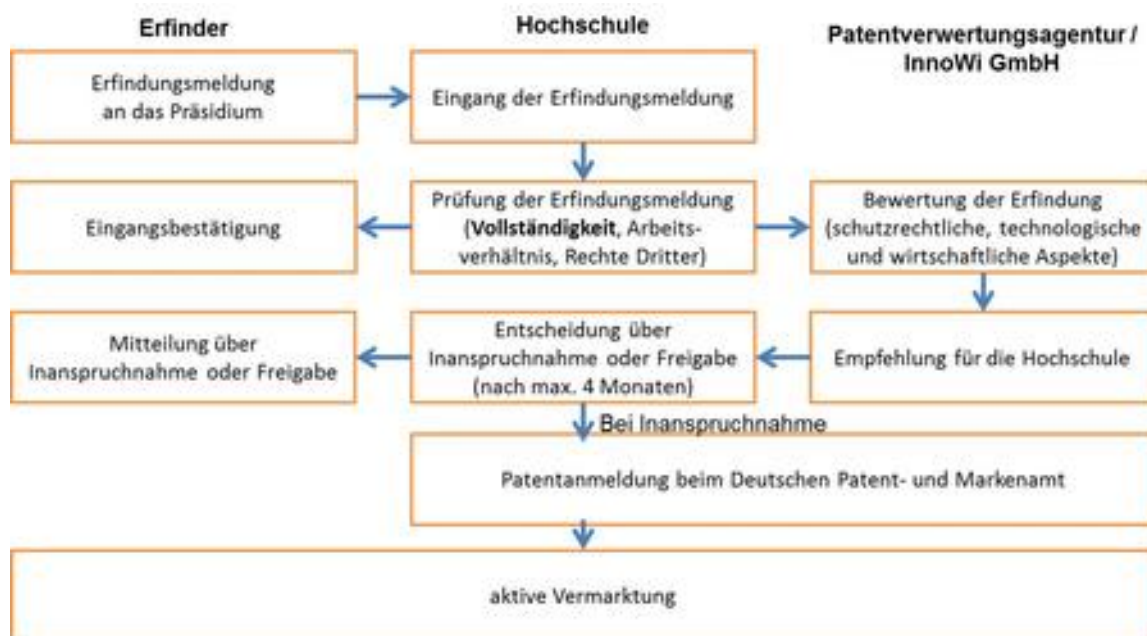 Erfinder
Hochschule
Patentverwertungsagentur /
InnoWi GmbH
Erfindungsmeldung
an das Präsidium
Eingang der Erfindungsmeldung
Eingangsbestätigung
Prüfung der Erfindungsmeldung
(Vollständigkeit, Arbeits-
verhältnis, Rechte Dritter)
Bewertung der Erfindung
(schutzrechtliche, technologische
und wirtschaftliche Aspekte)
Mitteilung über
Inanspruchnahme oder Freigabe
Entscheidung über
Inanspruchnahme oder Freigabe
(nach max. 4 Monaten)
Empfehlung für die Hochschule
Bei Inanspruchnahme
Patentanmeldung beim Deutschen Patent- und Markenamt
aktive Vermarktung